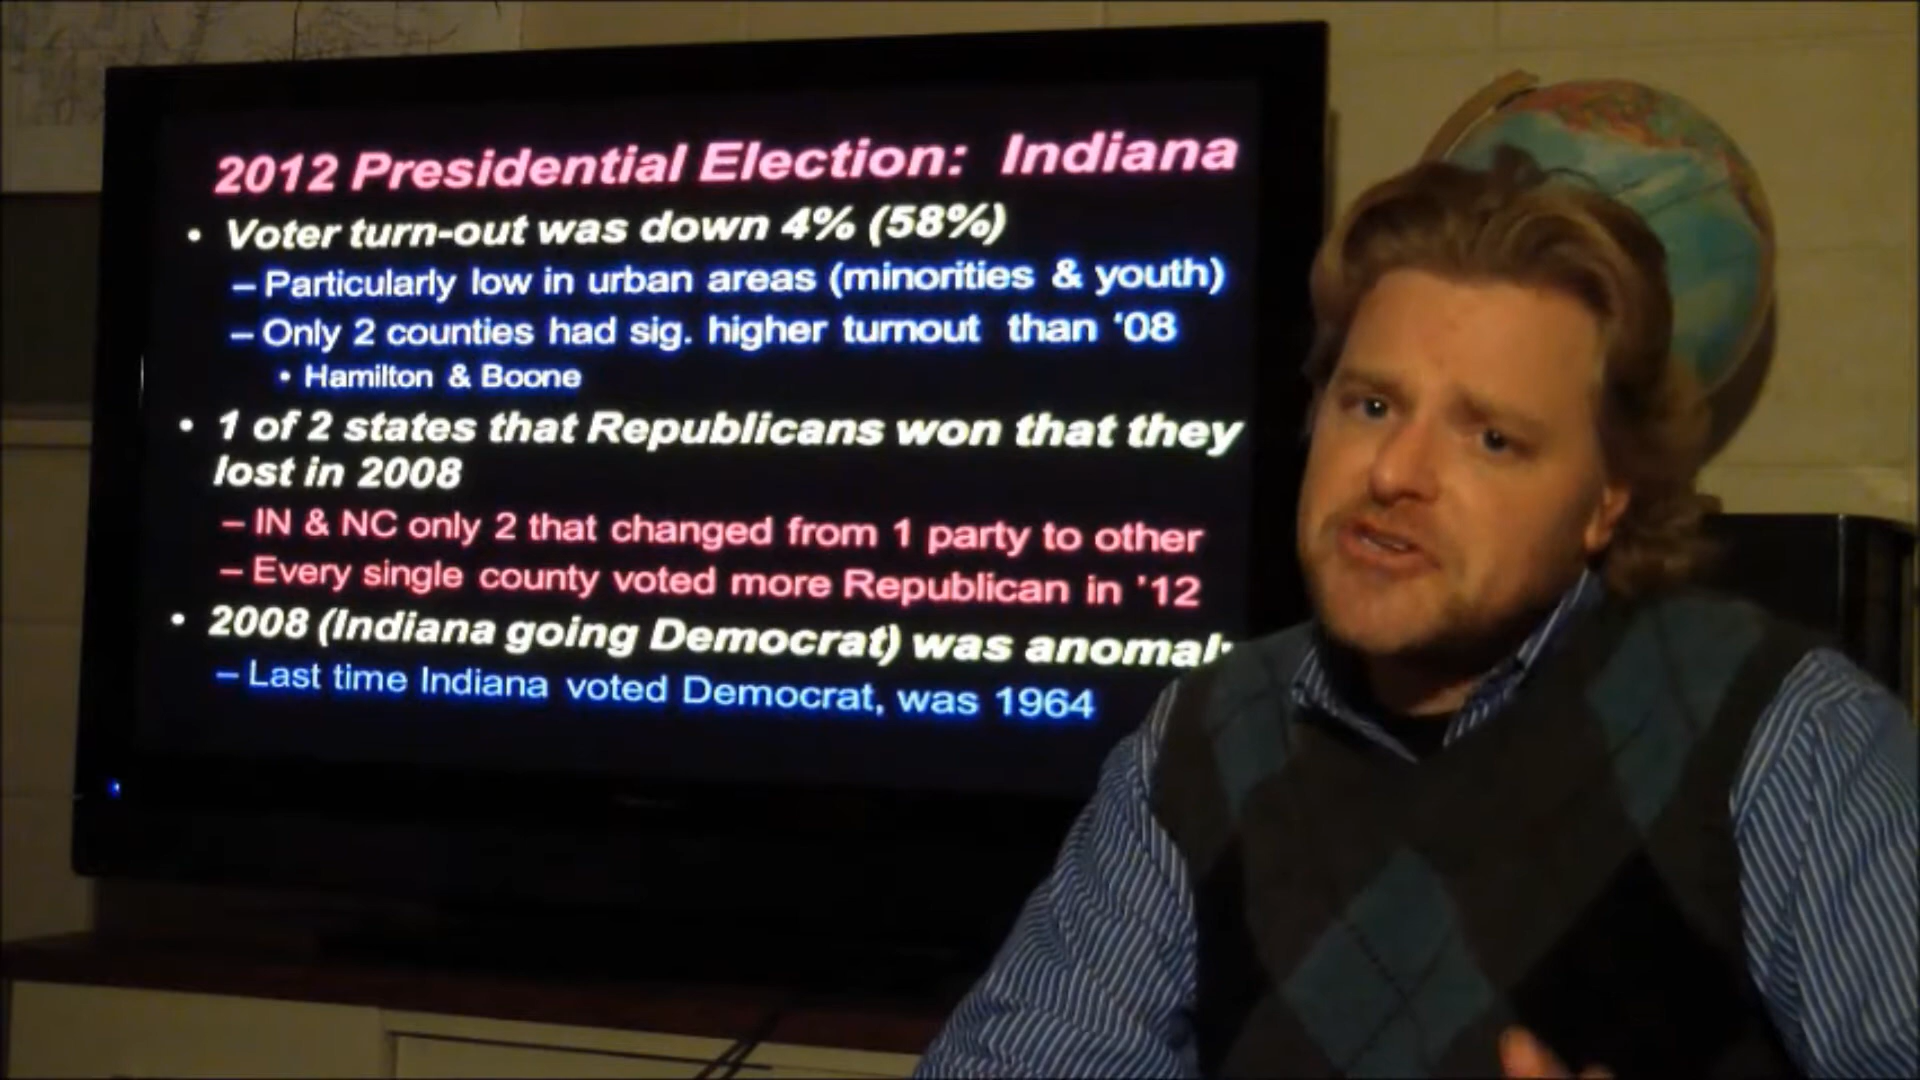 2012 Presidential Election: Indiana
• Voter turn-out was down 4% (58%)
– Particularly low in urban areas (minorities & youth)
– Only 2 counties had sig. higher turnout than ‘08
• Hamilton & Boone
• 1 of 2 states that Republicans won that they
lost in 2008
– IN & NC only 2 that changed from 1 party to other
– Every single county voted more Republican in '12
• 2008 (Indiana going Democrat) was
– Last time Indiana voted Democrat, was 1964